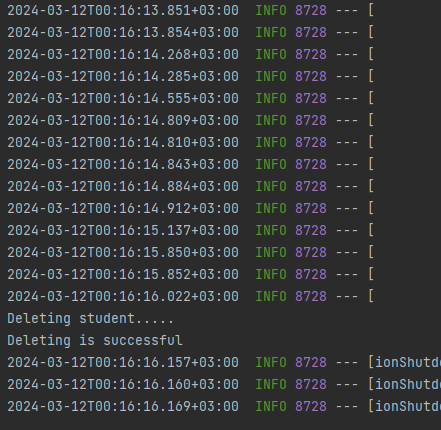 2024-03-12T00:16:13.851+03:00  INFO 8728 --- [
2024-03-12T00:16:13.854+03:00  INFO 8728 --- [
2024-03-12T00:16:14.268+03:00  INFO 8728 --- [
2024-03-12T00:16:14.285+03:00  INFO 8728 --- [
2024-03-12T00:16:14.555+03:00  INFO 8728 --- [
2024-03-12T00:16:14.809+03:00  INFO 8728 --- [
2024-03-12T00:16:14.810+03:00  INFO 8728 --- [
2024-03-12T00:16:14.843+03:00  INFO 8728 --- [
2024-03-12T00:16:14.884+03:00  INFO 8728 --- [
2024-03-12T00:16:14.912+03:00  INFO 8728 --- [
2024-03-12T00:16:15.137+03:00  INFO 8728 --- [
2024-03-12T00:16:15.850+03:00  INFO 8728 --- [
2024-03-12T00:16:15.852+03:00  INFO 8728 --- [
2024-03-12T00:16:16.022+03:00  INFO 8728 --- [
Deleting student.....
Deleting is successful
2024-03-12T00:16:16.157+03:00  INFO 8728 --- [ionShutd
2024-03-12T00:16:16.160+03:00  INFO 8728 --- [ionShutd
2024-03-12T00:16:16.169+03:00  INFO 8728 --- [ionShutd